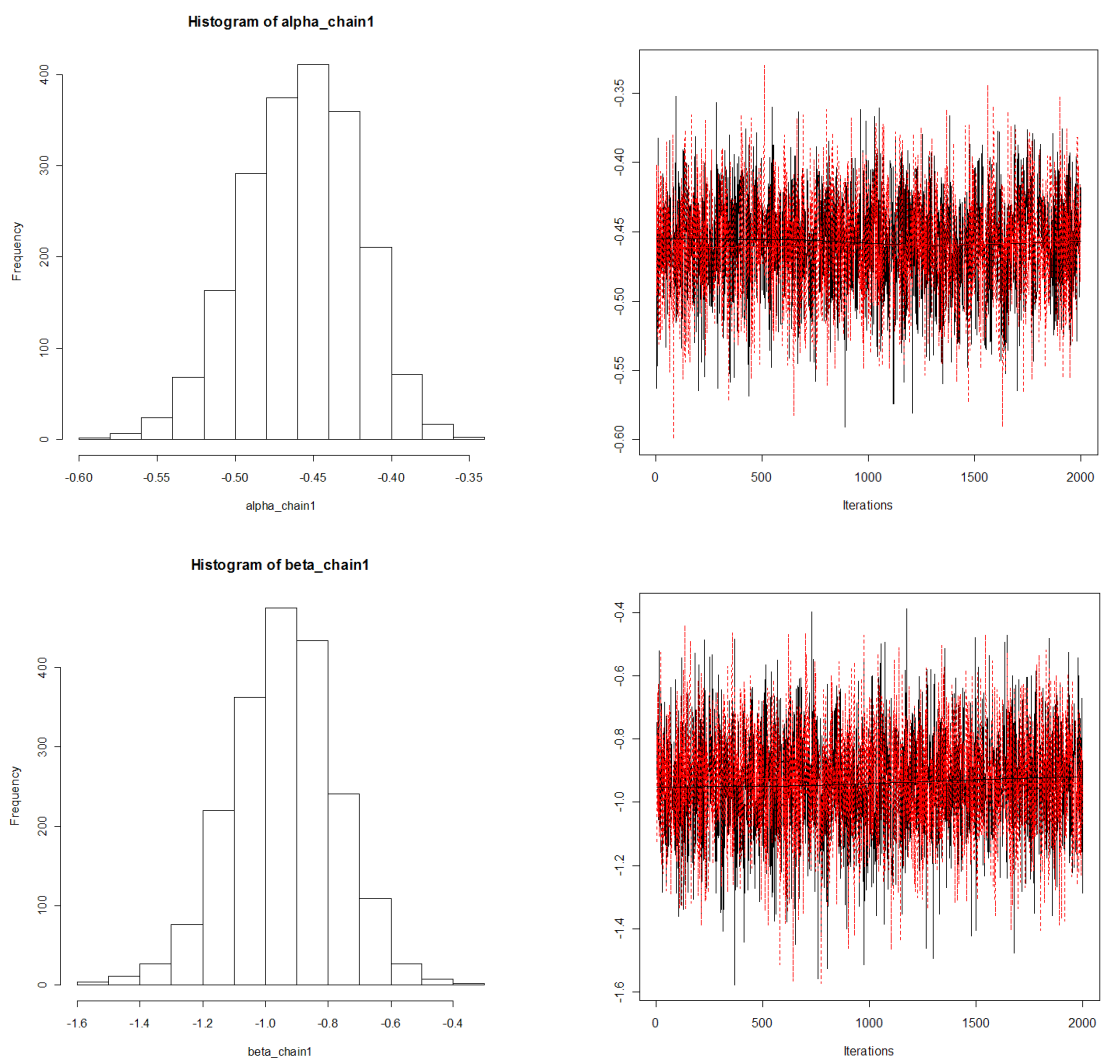 Histogram of alpha_chain1
Frequency
400
300
200
100
0
-0.60 -0.55 -0.50 -0.45 -0.40 -0.35
alpha_chain1
-0.35
-0.40
-0.45
-0.50
-0.55
-0.60
0 500 1000 1500 2000
Iterations
Histogram of beta_chain1
Frequency
400
300
200
100
0
-1.6 -1.4 -1.2 -1.0 -0.8 -0.6 -0.4
beta_chain1
-0.4
-0.6
-0.8
-1.0
-1.2
-1.4
-1.6
0 500 1000 1500 2000
Iterations